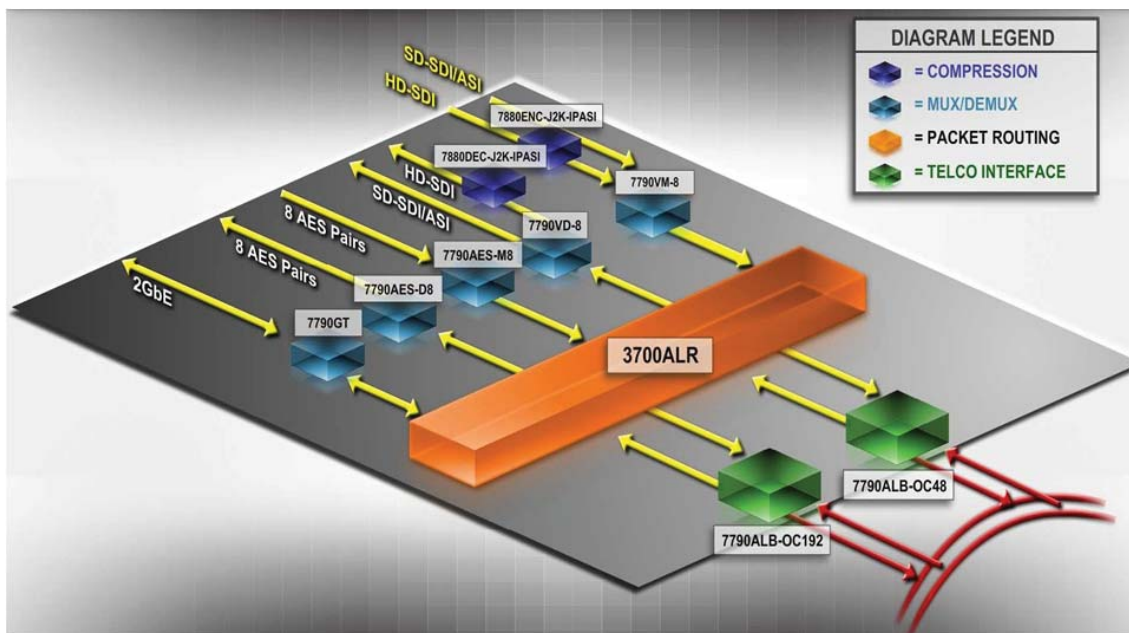 DIAGRAM LEGEND
= COMPRESSION
= MUX/DEMUX
= PACKET ROUTING
= TELCO INTERFACE
SD-SDI/ASI
HD-SDI
7880ENC-J2K-IPASI
7880DEC-J2K-IPASI
7790VM-8
HD-SDI
SD-SDI/ASI
7790VD-8
8 AES Pairs
7790AES-M8
8 AES Pairs
7790AES-D8
2GbE
7790GT
3700ALR
7790ALB-OC48
7790ALB-OC192